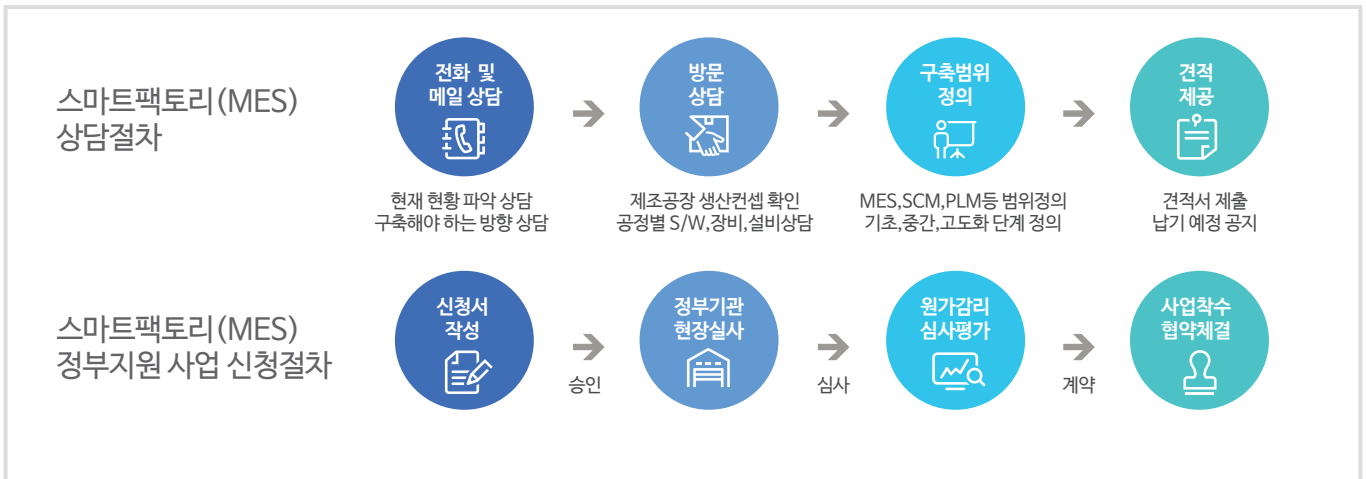 스마트팩토리(MES)
상담절차
전화 및
메일 상담
방문
상담
구축범위
정의
견적
제공
현재 현황 파악 상담
구축해야 하는 방향 상담
제조공장 생산컨셉 확인
공정별 S/W,장비,설비상담
MES,SCM,PLM등 범위정의
기초,중간,고도화 단계 정의
견적서 제출
납기 예정 공지
스마트팩토리(MES)
정부지원 사업 신청절차
신청서
작성
승인
정부기관
현장실사
심사
원가감리
심사평가
계약
사업착수
협약체결